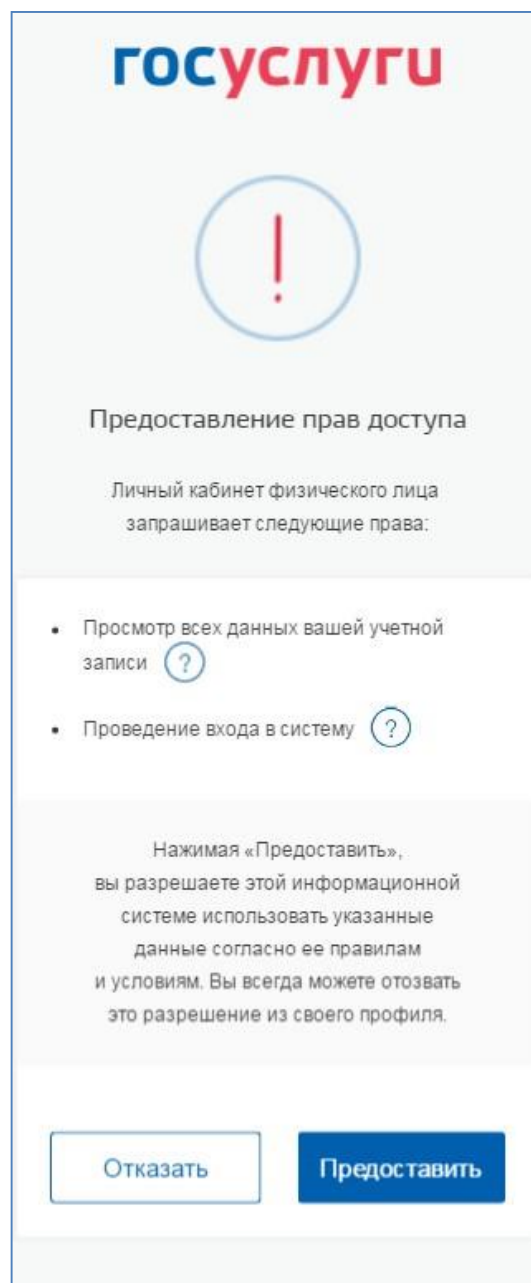 госуслуги
!
Предоставление прав доступа
Личный кабинет физического лица
запрашивает следующие права:
• Просмотр всех данных вашей учетной
записи ?
• Проведение входа в систему ?
Нажимая «Предоставить»,
вы разрешаете этой информационной
системе использовать указанные
данные согласно ее правилам
и условиям. Вы всегда можете отозвать
это разрешение из своего профиля.
Отказать Предоставить